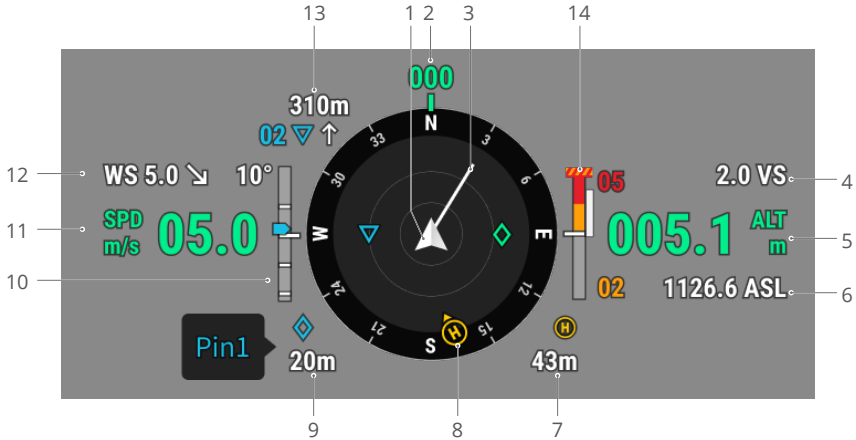 13 1 2 3 14
000
310m
02
N
33 3
30 6
12 WS 5.0 10° 05 2.0 VS 4
11 SPD m/s 05.0 W E 005.1 ALT m 5
10 24 12 02 1126.6 ASL 6
21 S H 15 H
Pin1
20m 43m
9 8 7